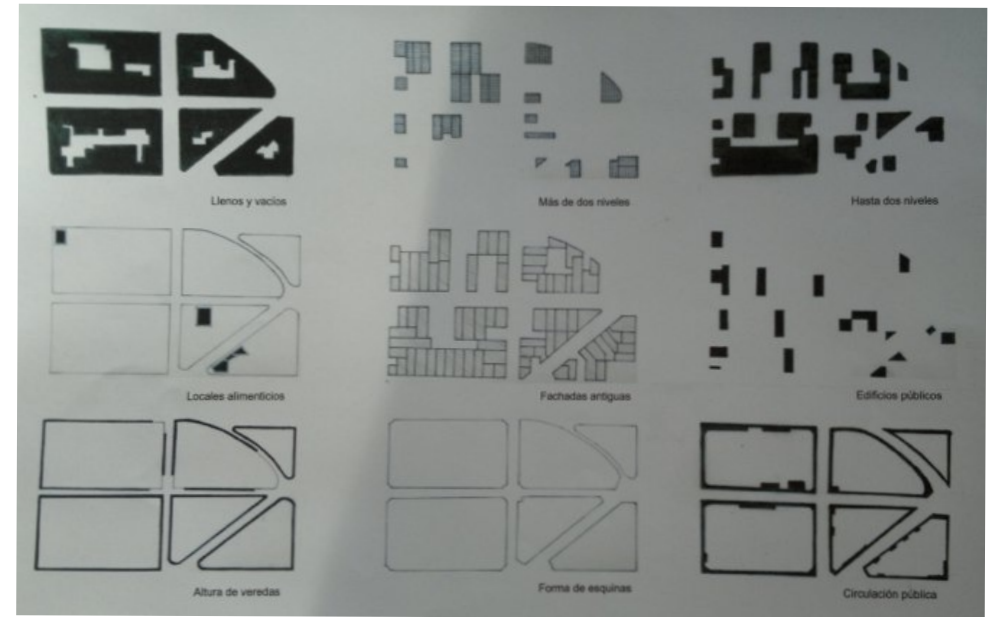 Llenos y vacíos
Más de dos niveles
Hasta dos niveles
Locales alimenticios
Fachadas antiguas
Edificios públicos
Altura de veredas
Forma de esquinas
Circulación pública